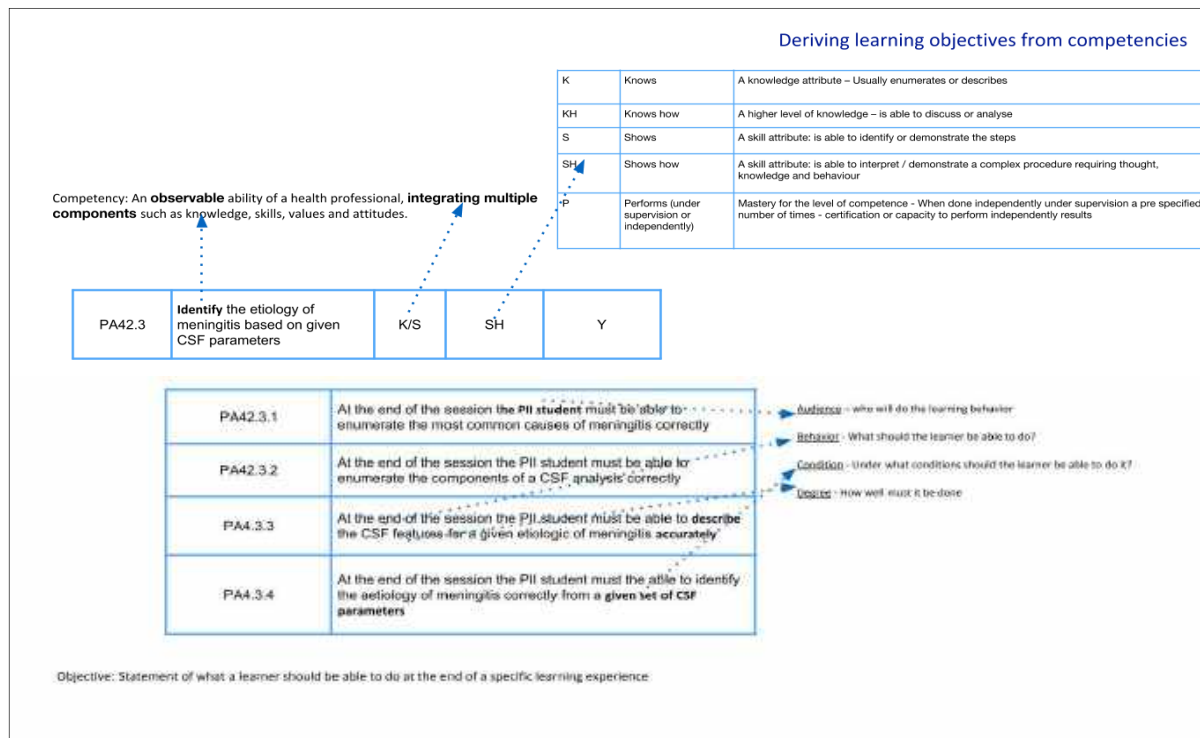 Deriving learning objectives from competencies
K Knows A knowledge attribute – Usually enumerates or describes
KH Knows how A higher level of knowledge – is able to discuss or analyse
S Shows A skill attribute: is able to identify or demonstrate the steps
SH Shows how A skill attribute: is able to interpret / demonstrate a complex procedure requiring thought,
knowledge and behaviour
P Performs (under
supervision or
independently)
Mastery for the level of competence - When done independently under supervision a pre specified
number of times - certification or capacity to perform independently results
Competency: An observable ability of a health professional, integrating multiple
components such as knowledge, skills, values and attitudes.
PA42.3
Identify the etiology of
meningitis based on given
CSF parameters
K/S
SH
Y
PA42.3.1
At the end of the session the PII student must be able to
enumerate the most common causes of meningitis correctly
PA42.3.2
At the end of the session the PII student must be able to
enumerate the components of a CSF analysis correctly
PA4.3.3
At the end of the session the PII student must be able to describe
the CSF features for a given etiologic of meningitis accurately
PA4.3.4
At the end of the session the PII student must the able to identify
the aetiology of meningitis correctly from a given set of CSF
parameters
Audience - who will do the learning behavior
Behavior - What should the learner be able to do?
Condition - Under what conditions should the learner be able to do it?
Degree - How well must it be done
Objective: Statement of what a learner should be able to do at the end of a specific learning experience